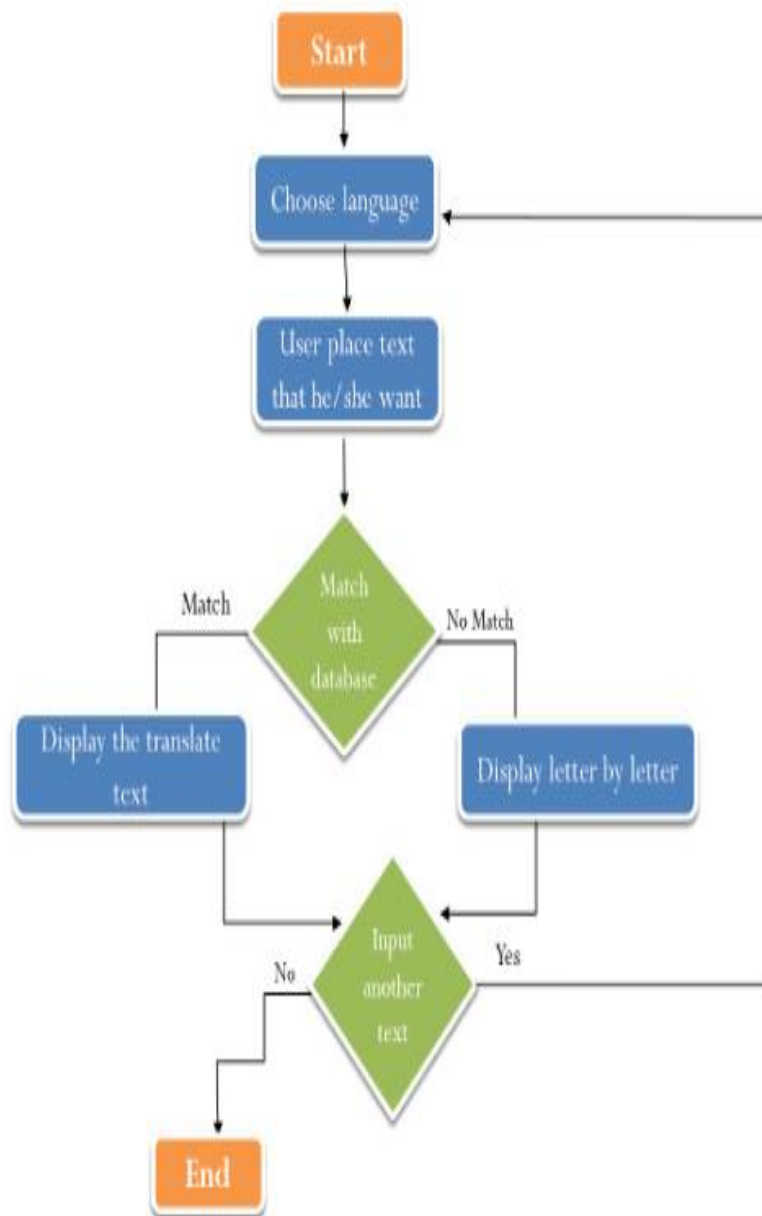 Start
Choose language
User place text
that he/she want
Match
with
database
Match
No Match
Display the translate
text
Display letter by letter
Input
another
text
No
Yes
End